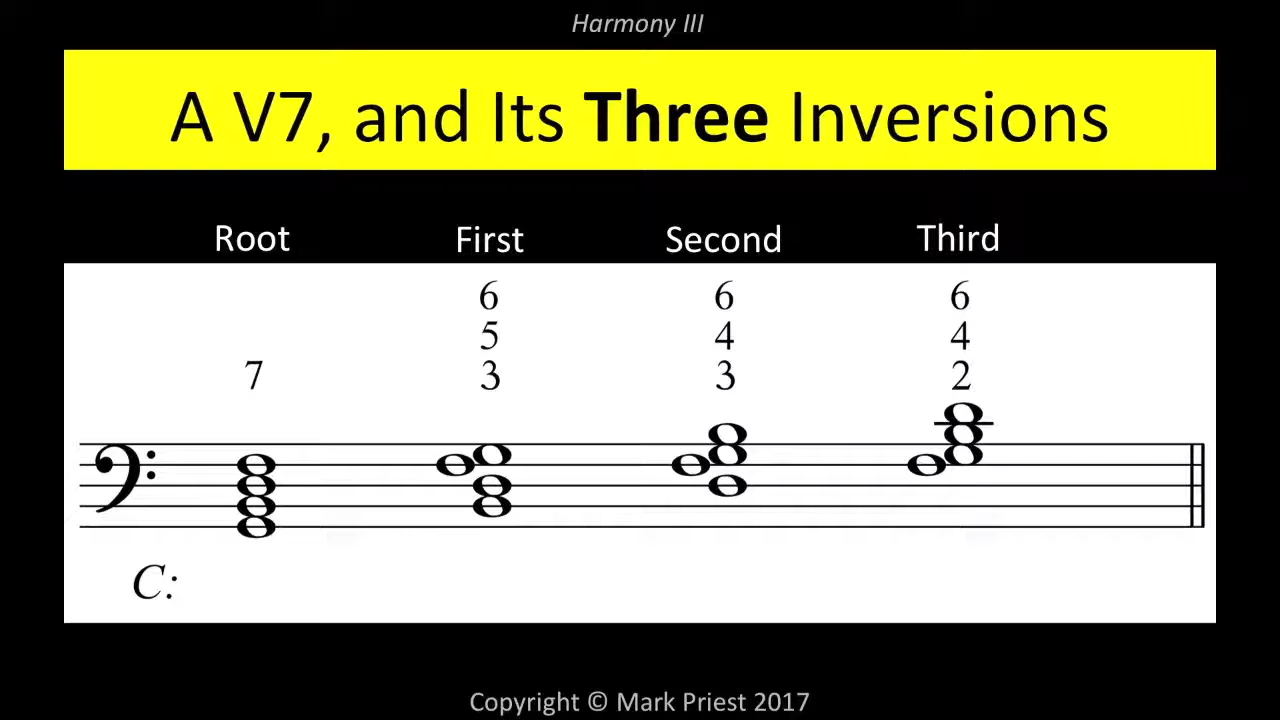 Harmony III
A V7, and Its Three Inversions
Root First Second Third
6 6 6
5 4 4
7 3 3 2
C:
Copyright © Mark Priest 2017